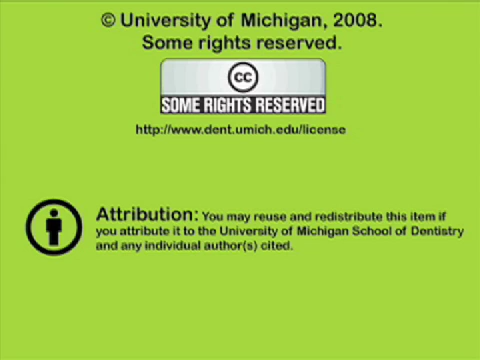 © University of Michigan, 2008.
Some rights reserved.
cc
SOME RIGHTS RESERVED
http://www.dent.umich.edu/license
Attribution: You may reuse and redistribute this item if
you attribute it to the University of Michigan School of Dentistry
and any individual author(s) cited.